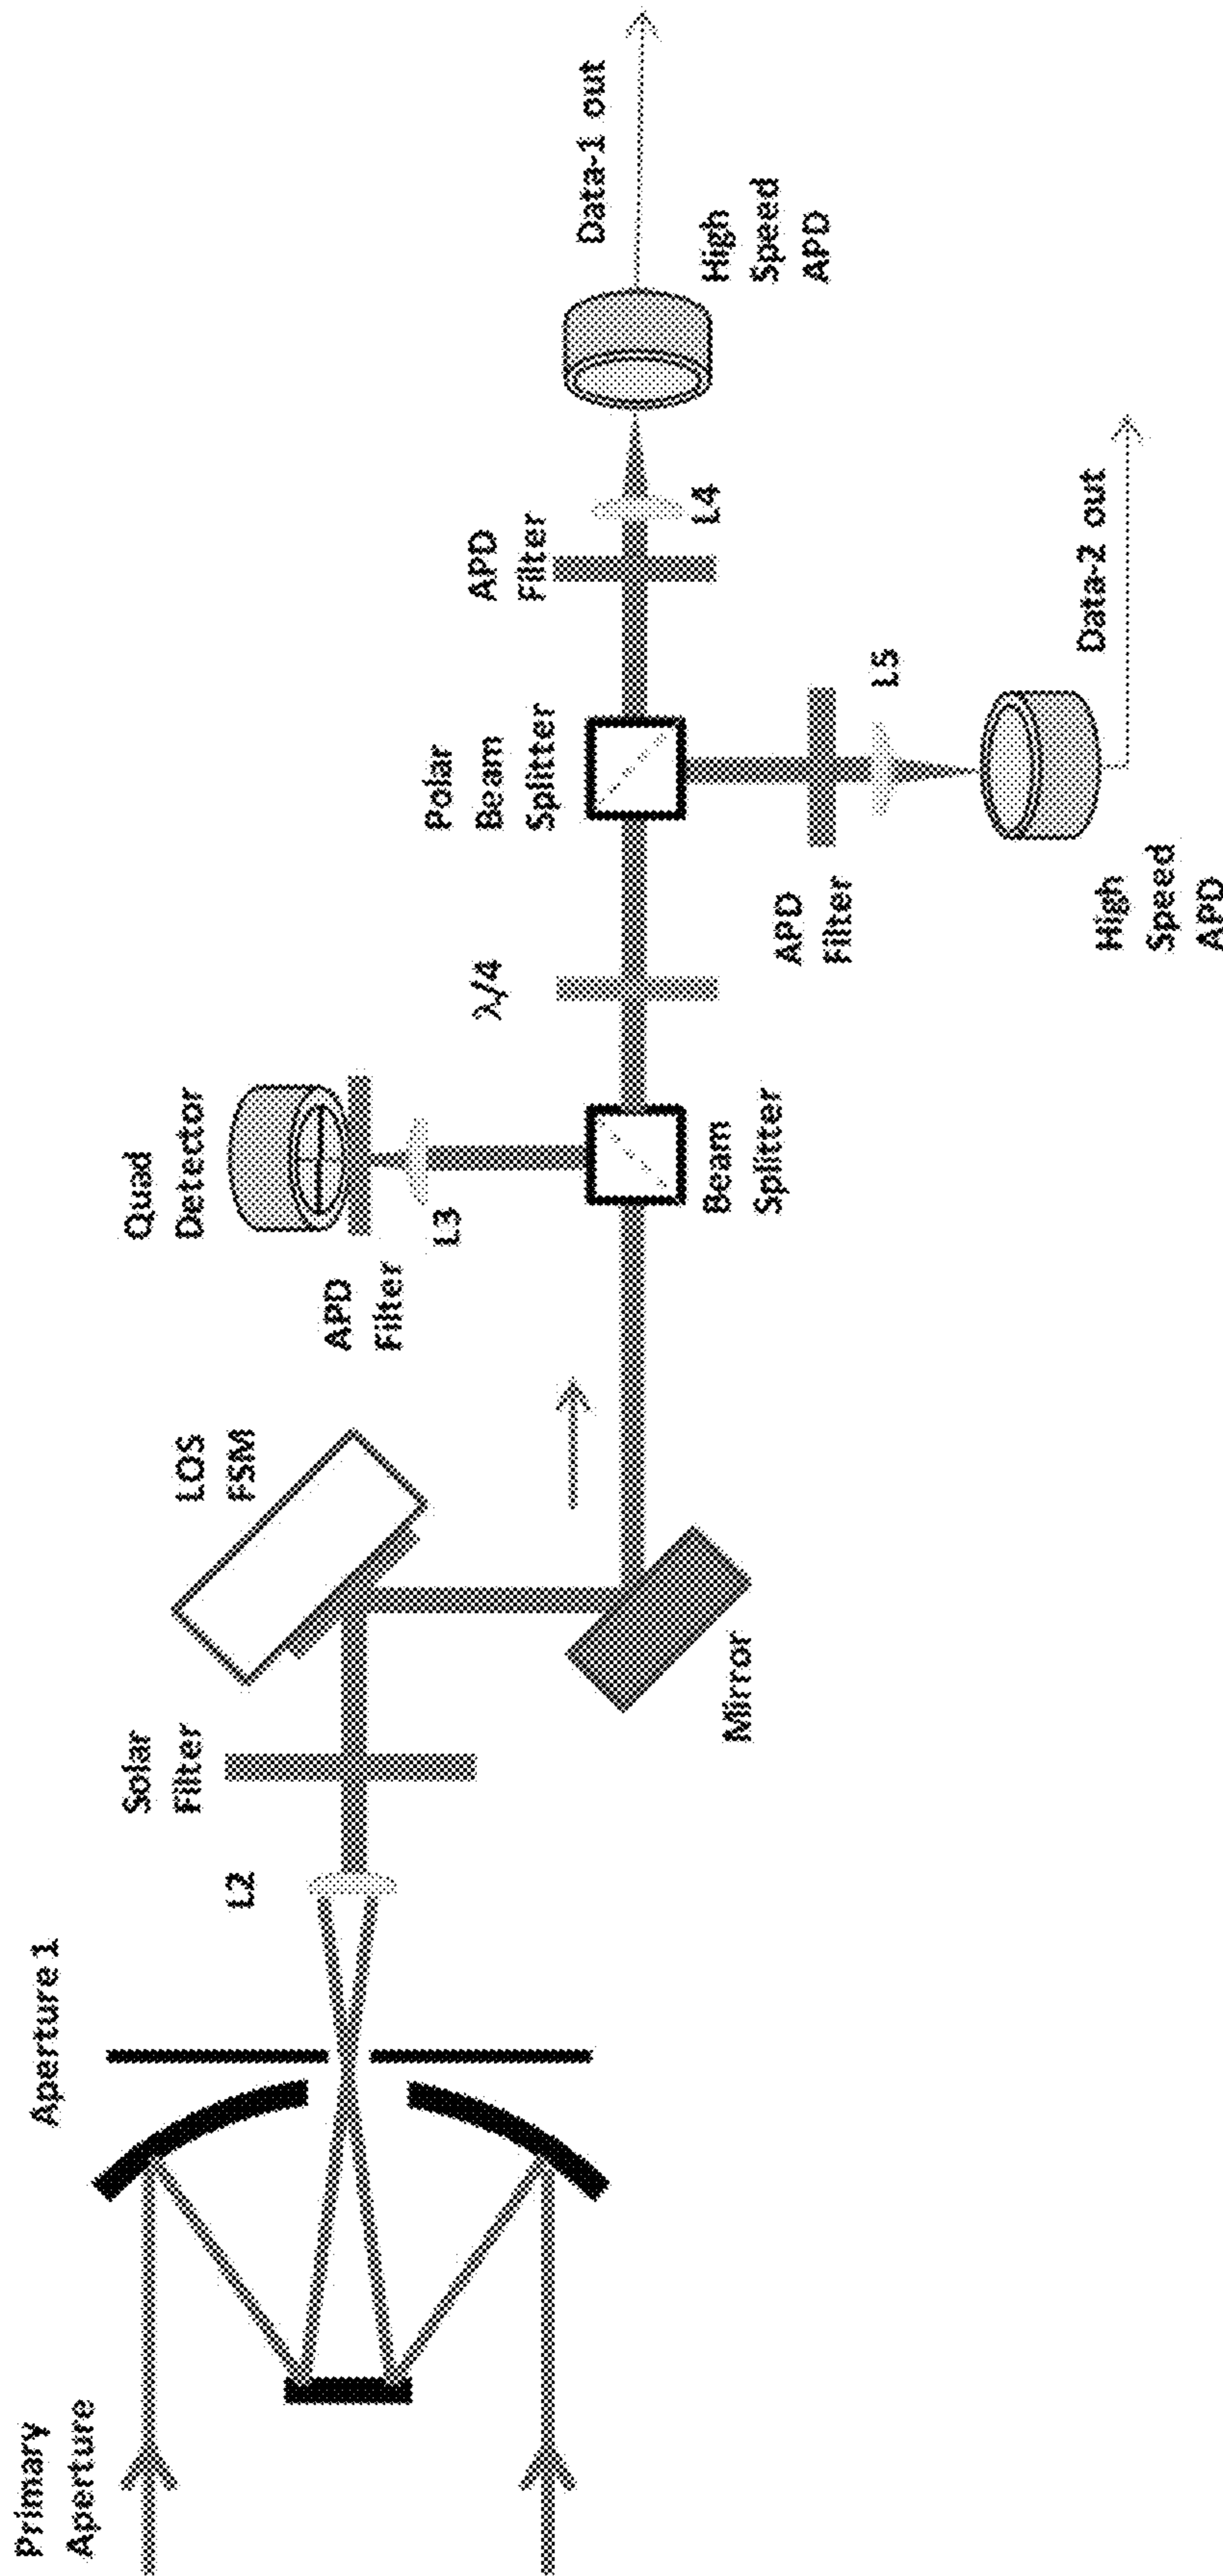 Primary
Aperture
Aperture 1
L2
Solar
Filter
LOS
FSM
Mirror
APD
Filter
L3
Quad
Detector
Beam
Splitter
λ/4
Polar
Beam
Splitter
APD
Filter
L5
High
Speed
APD
Data-2 out
APD
Filter
L4
High
Speed
APD
Data-1 out